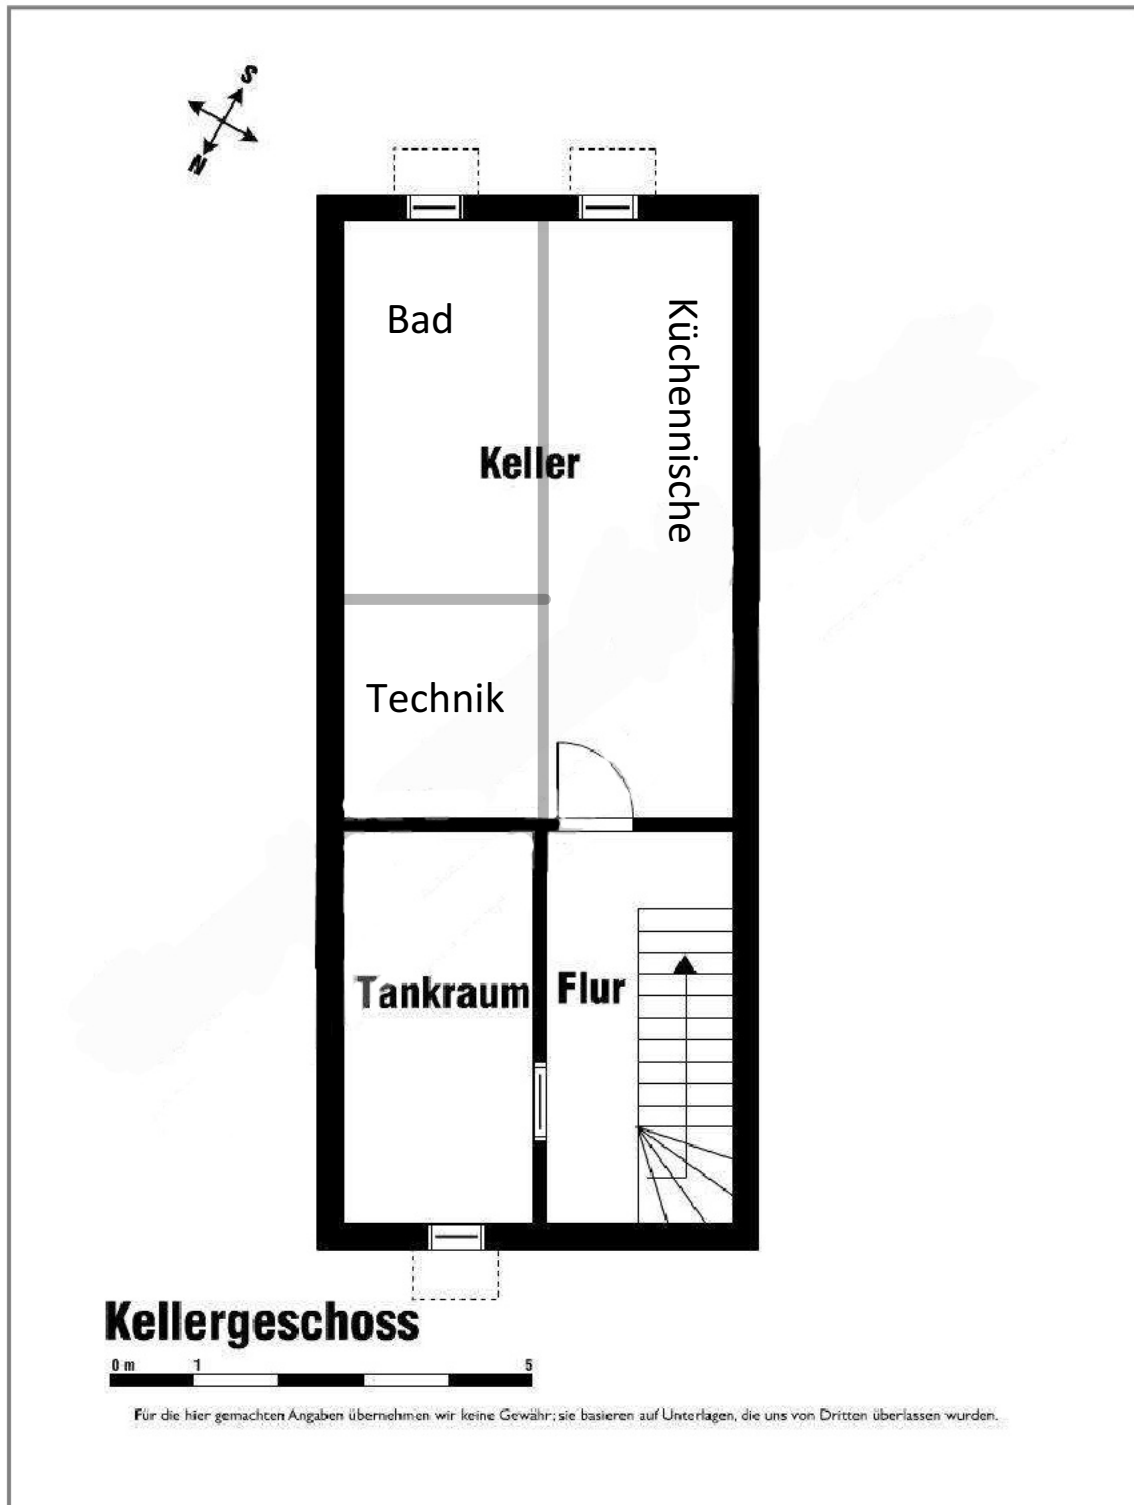 S
N
Bad
Küchennische
Keller
Technik
Tankraum
Flur
Kellergeschoss
0 m 1 5
Für die hier gemachten Angaben übernehmen wir keine Gewähr; sie basieren auf Unterlagen, die uns von Dritten überlassen wurden.